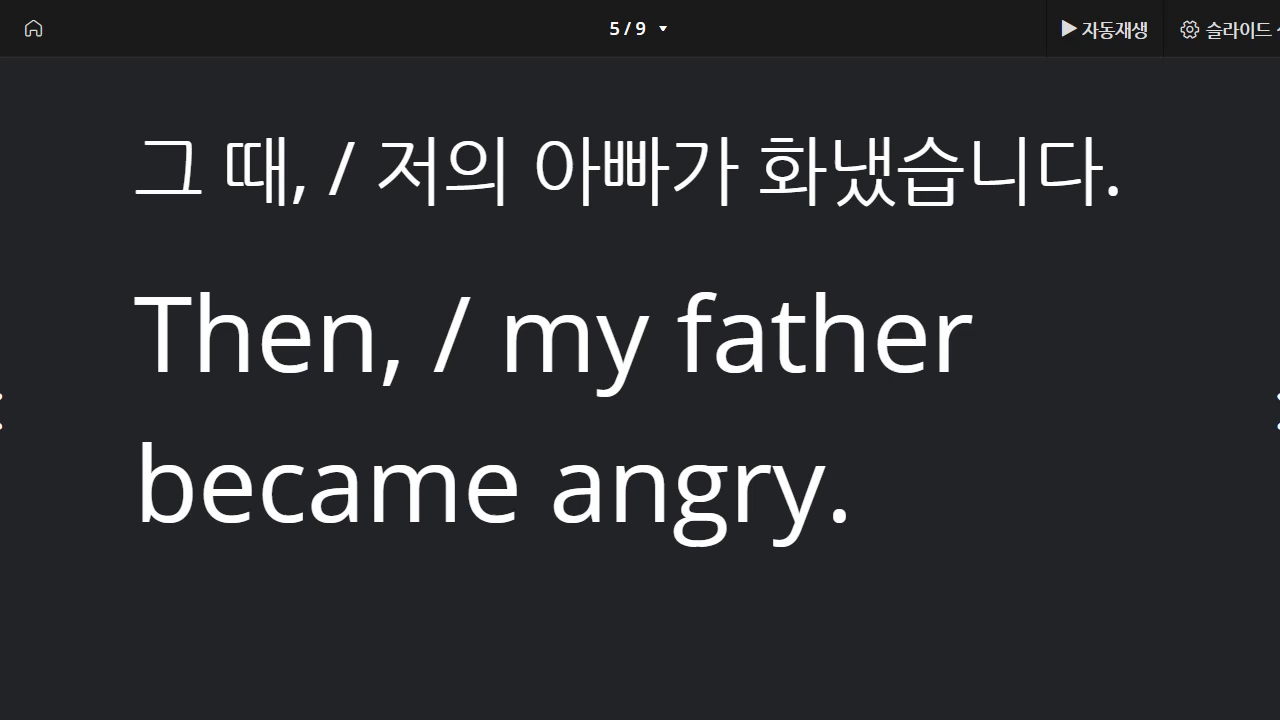 5 / 9
자동재생
슬라이드
그 때, / 저의 아빠가 화냈습니다.
Then, / my father
became angry.